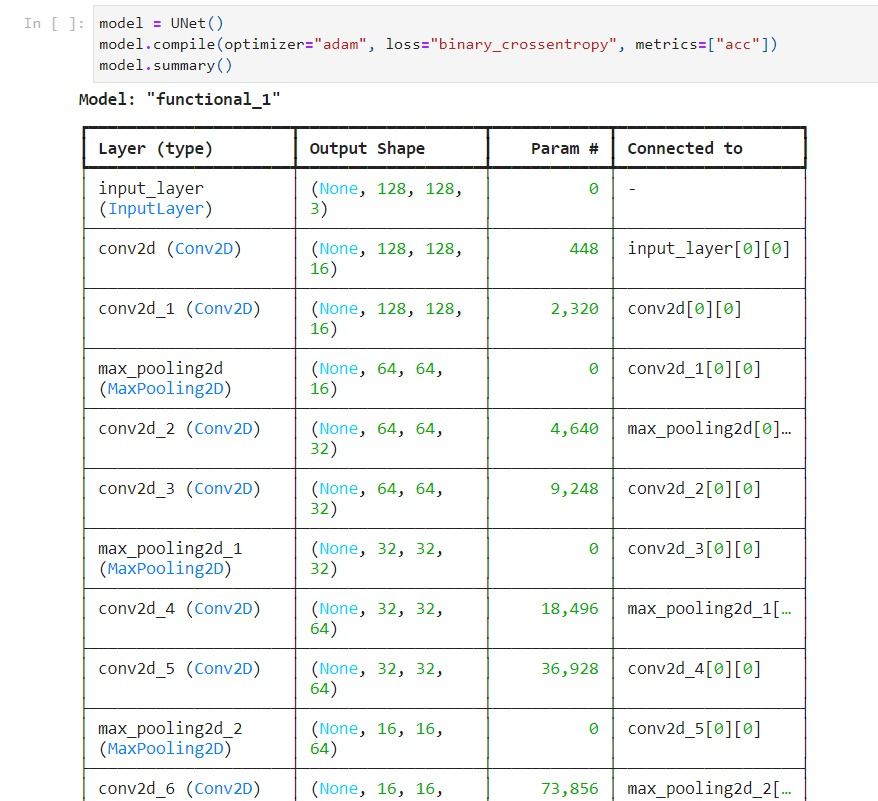 In [ ]: model = UNet()
model.compile(optimizer="adam", loss="binary_crossentropy", metrics=["acc"])
model.summary()
Model: "functional_1"
Layer (type) Output Shape Param # Connected to
input_layer (None, 128, 128, 0 -
(InputLayer) 3)
conv2d (Conv2D) (None, 128, 128, 448 input_layer[0][0]
16)
conv2d_1 (Conv2D) (None, 128, 128, 2,320 conv2d[0][0]
16)
max_pooling2d (None, 64, 64, 0 conv2d_1[0][0]
(MaxPooling2D) 16)
conv2d_2 (Conv2D) (None, 64, 64, 4,640 max_pooling2d[0]…
32)
conv2d_3 (Conv2D) (None, 64, 64, 9,248 conv2d_2[0][0]
32)
max_pooling2d_1 (None, 32, 32, 0 conv2d_3[0][0]
(MaxPooling2D) 32)
conv2d_4 (Conv2D) (None, 32, 32, 18,496 max_pooling2d_1[…
64)
conv2d_5 (Conv2D) (None, 32, 32, 36,928 conv2d_4[0][0]
64)
max_pooling2d_2 (None, 16, 16, 0 conv2d_5[0][0]
(MaxPooling2D) 64)
conv2d_6 (Conv2D) (None, 16, 16, 73,856 max_pooling2d_2[…